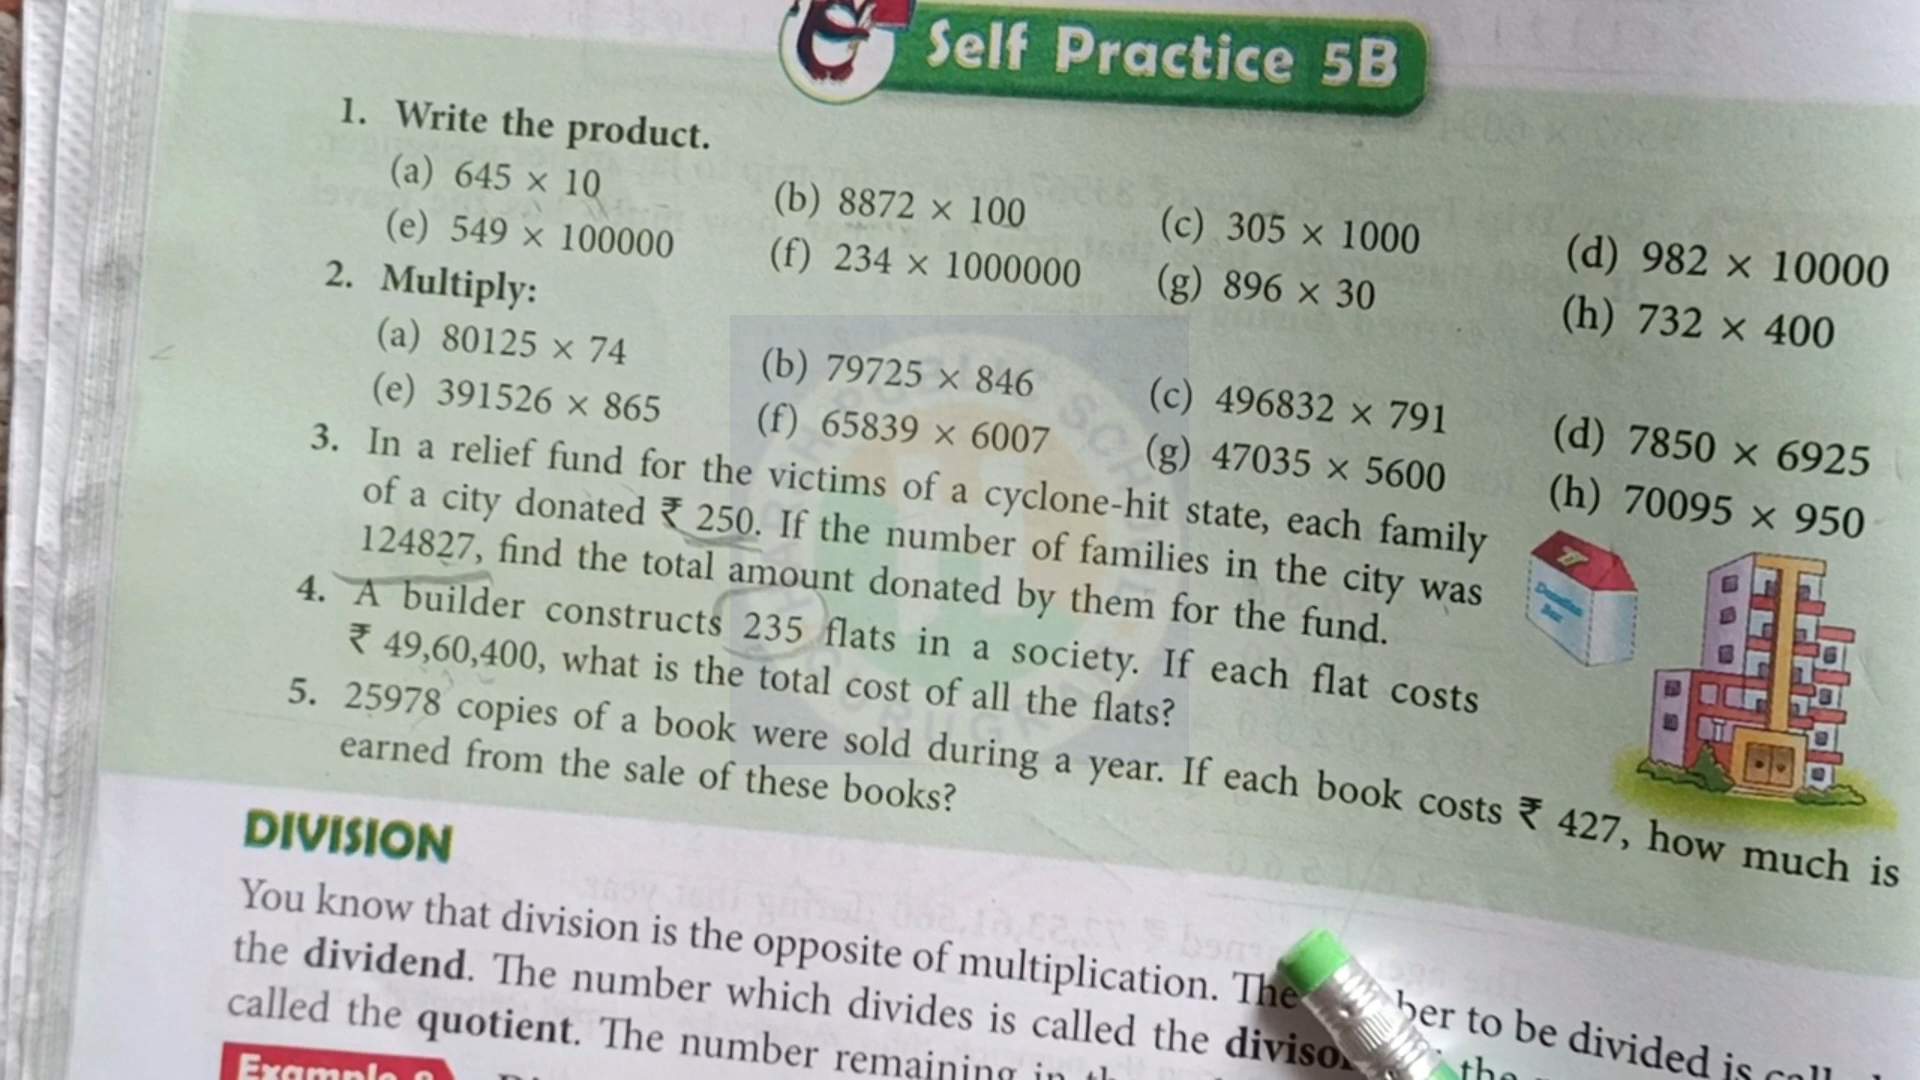 Self Practice 5B
1. Write the product.
(a) 645 × 10 (b) 8872 × 100 (c) 305 × 1000 (d) 982 × 10000
(e) 549 × 100000 (f) 234 × 1000000 (g) 896 × 30 (h) 732 × 400
2. Multiply:
(a) 80125 × 74 (b) 79725 × 846 (c) 496832 × 791 (d) 7850 × 6925
(e) 391526 × 865 (f) 65839 × 6007 (g) 47035 × 5600 (h) 70095 × 950
3. In a relief fund for the victims of a cyclone-hit state, each family
of a city donated ₹ 250. If the number of families in the city was
124827, find the total amount donated by them for the fund.
4. A builder constructs 235 flats in a society. If each flat costs
₹ 49,60,400, what is the total cost of all the flats?
5. 25978 copies of a book were sold during a year. If each book costs ₹ 427, how much is
earned from the sale of these books?
DIVISION
You know that division is the opposite of multiplication. The ber to be divided is
the dividend. The number which divides is called the the
called the quotient. The number remaining in
Example